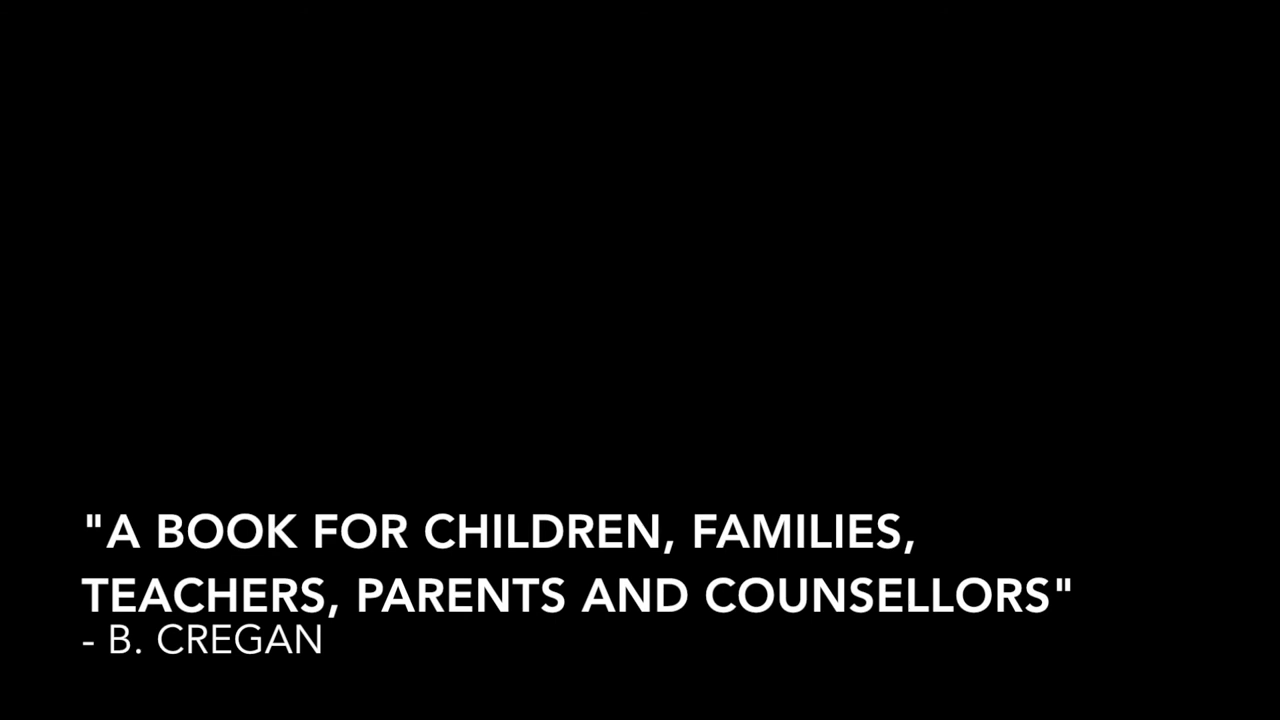 "A BOOK FOR CHILDREN, FAMILIES,
TEACHERS, PARENTS AND COUNSELLORS"
- B. CREGAN